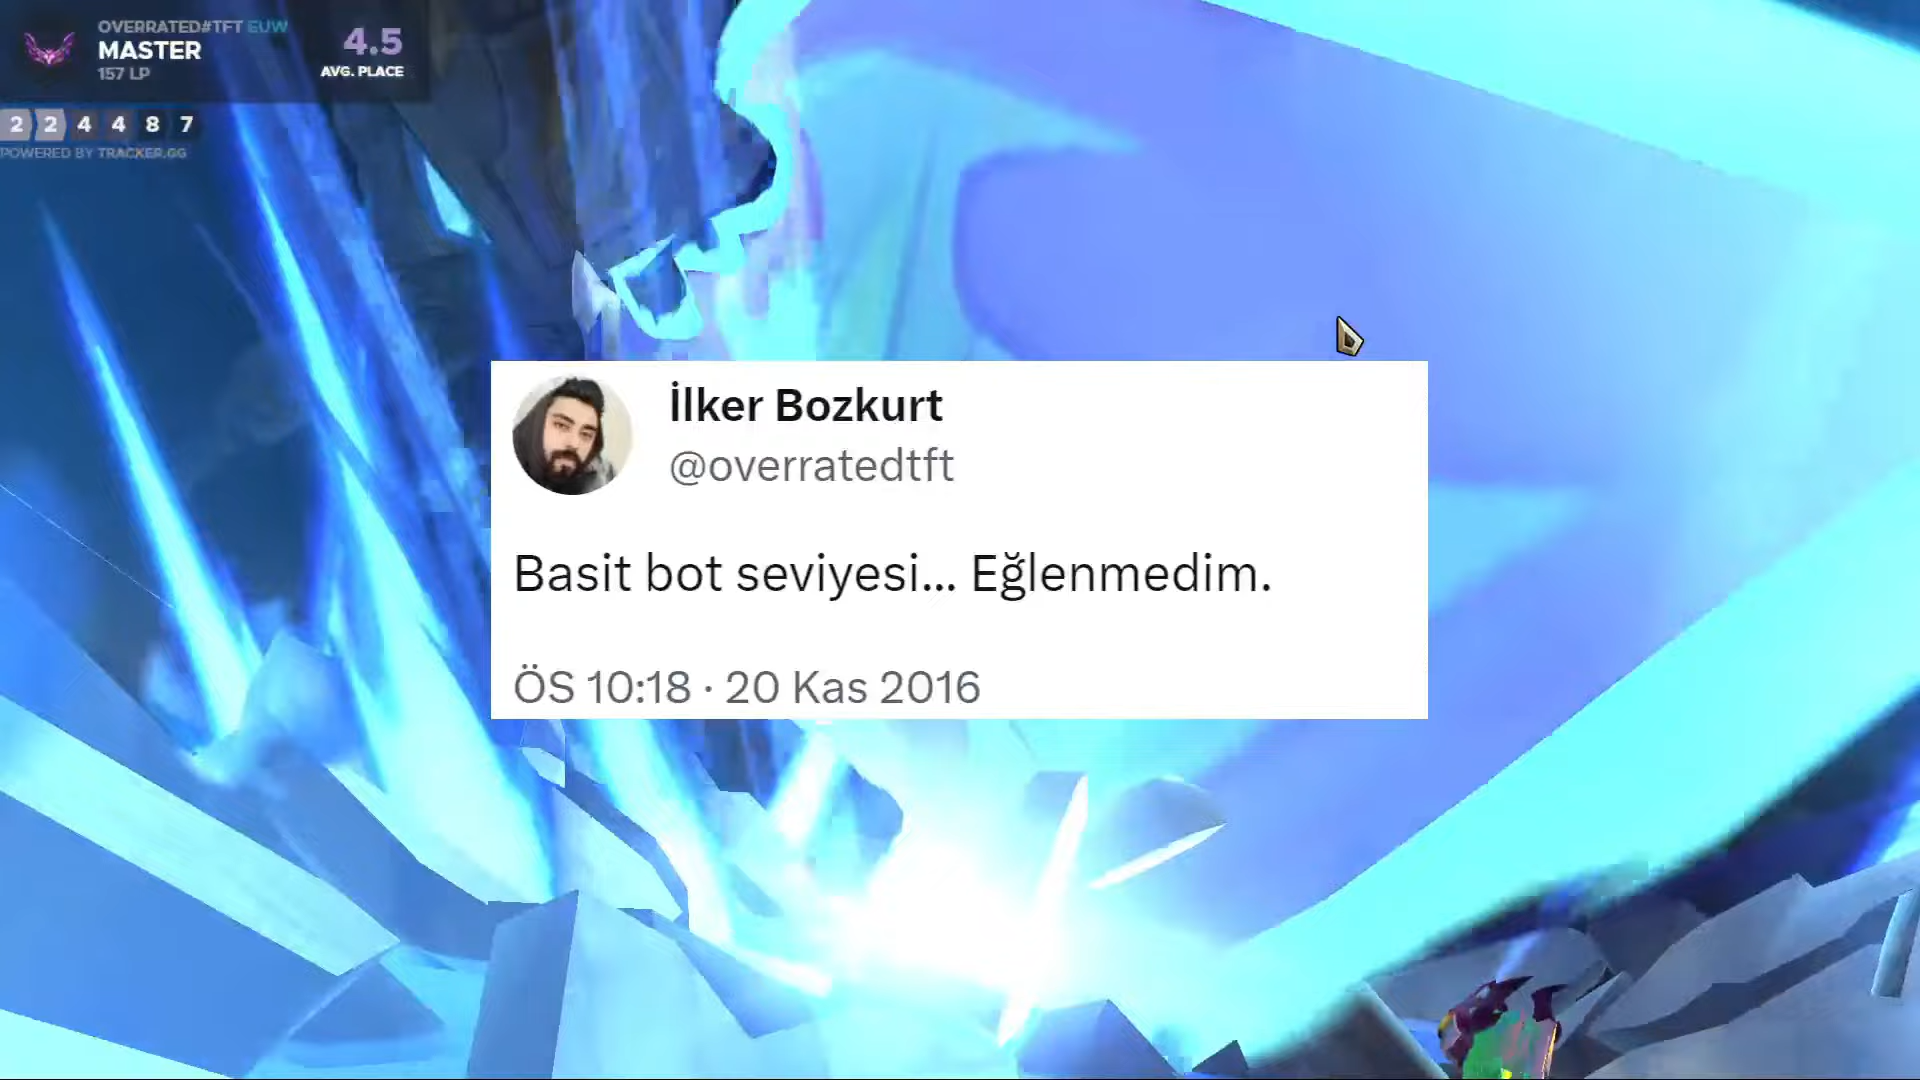 OVERRATED#TFT EUW
MASTER
157 LP
4.5
AVG. PLACE
2 2 4 4 8 7
POWERED BY TRACKER.GG
İlker Bozkurt
@overratedtft
Basit bot seviyesi... Eğlenmedim.
ÖS 10:18 · 20 Kas 2016